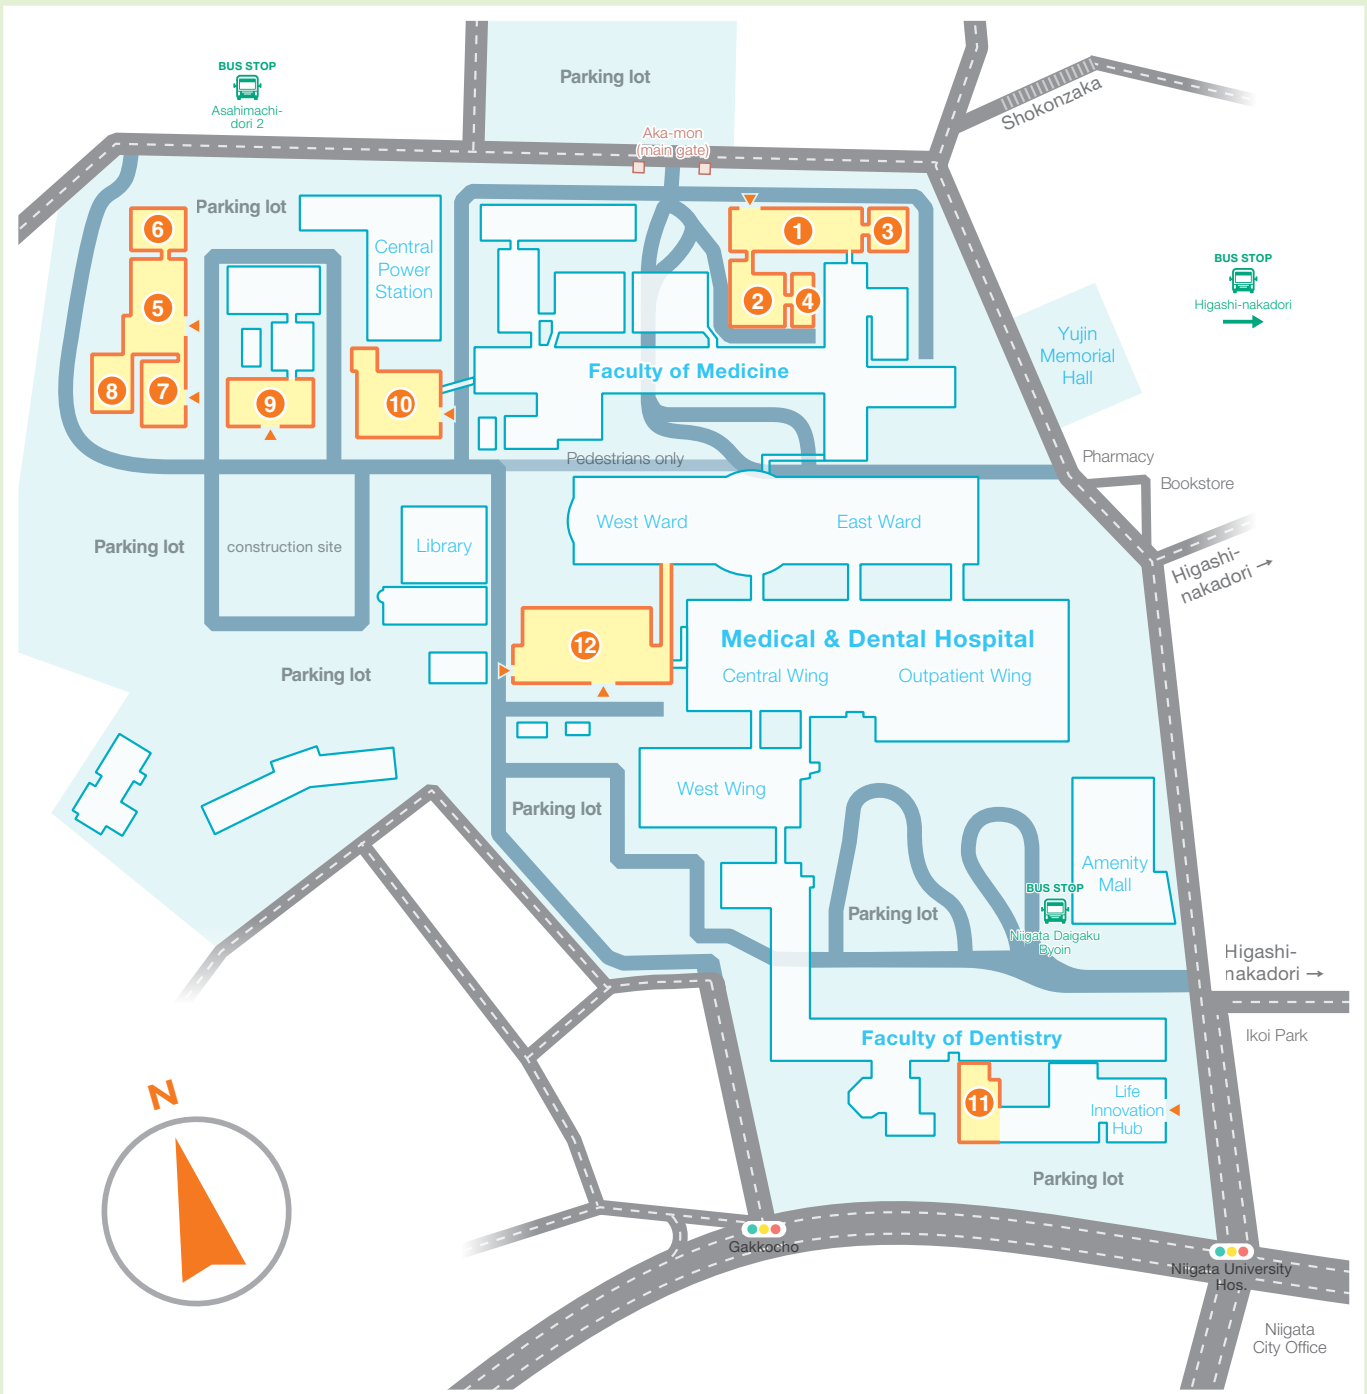 BUS STOP
Asahimachi-
dori 2
Parking lot
Aka-mon
(main gate)
Shokonzaka
Parking lot
6
5
8
7
9
Central
Power
Station
10
1
3
2
4
Faculty of Medicine
BUS STOP
Higashi-nakadori
Yujin
Memorial
Hall
Pedestrians only
Pharmacy
Bookstore
Higashi-
nakadori →
Parking lot
construction site
Library
West Ward
East Ward
12
Medical & Dental Hospital
Central Wing
Outpatient Wing
Parking lot
Parking lot
West Wing
Parking lot
Amenity
Mall
BUS STOP
Niigata Daigaku
Byoin
Higashi-
nakadori →
Ikoi Park
Faculty of Dentistry
11
Life
Innovation
Hub
Parking lot
N
Gakkocho
Niigata University
Hos.
Niigata
City Office